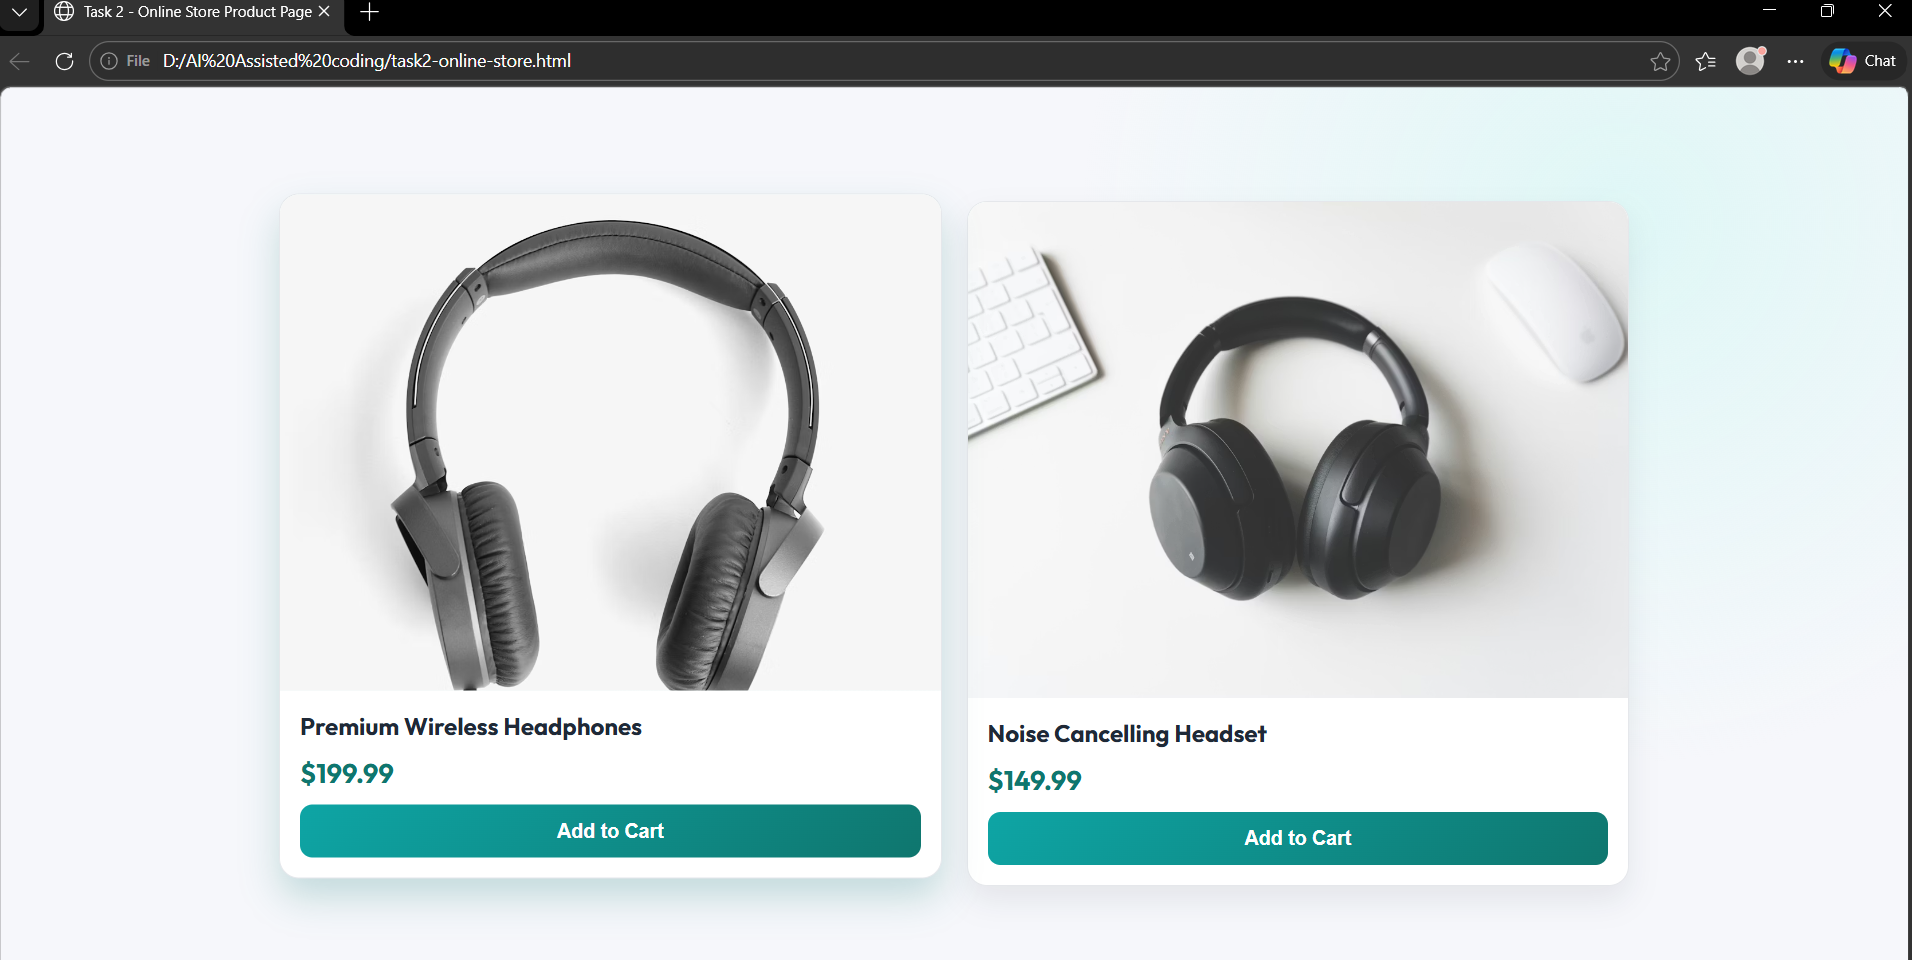 Task 2 - Online Store Product Page
File D:/AI%20Assisted%20coding/task2-online-store.html
Chat
Premium Wireless Headphones
$199.99
Add to Cart
Noise Cancelling Headset
$149.99
Add to Cart